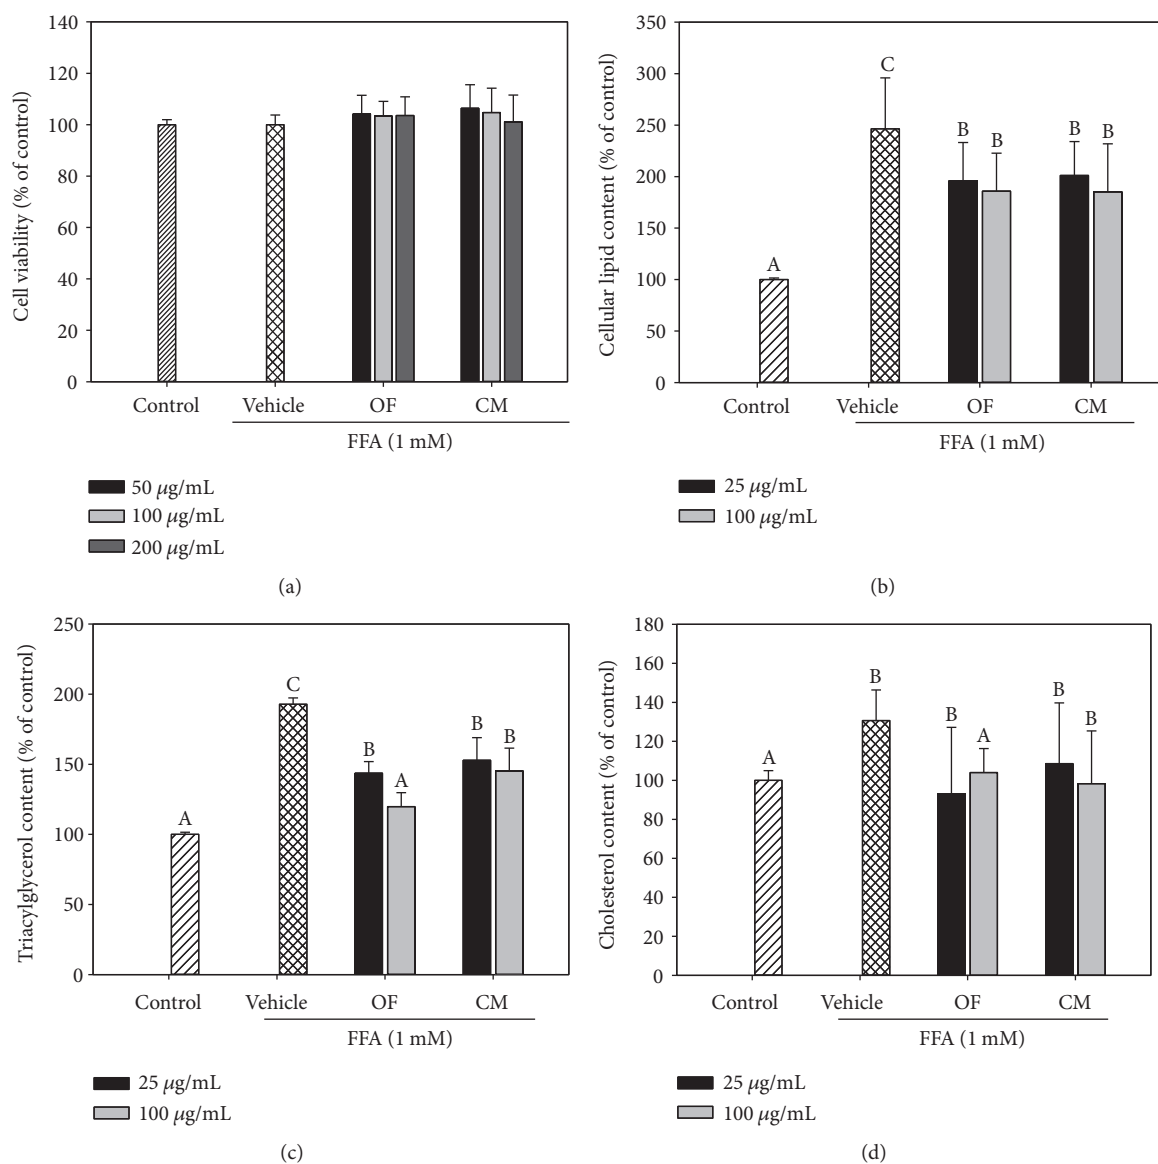 Cell viability (% of control)
140
120
100
80
60
40
20
0
Control
Vehicle
OF
CM
FFA (1 mM)
50 μg/mL
100 μg/mL
200 μg/mL
(a)
Cellular lipid content (% of control)
350
300
250
200
150
100
50
0
A
C
B
B
B
B
Control
Vehicle
OF
CM
FFA (1 mM)
25 μg/mL
100 μg/mL
(b)
Triacylglycerol content (% of control)
250
200
150
100
50
0
A
C
B
A
B
B
Control
Vehicle
OF
CM
FFA (1 mM)
25 μg/mL
100 μg/mL
(c)
Cholesterol content (% of control)
180
160
140
120
100
80
60
40
20
0
A
B
B
A
B
B
Control
Vehicle
OF
CM
FFA (1 mM)
25 μg/mL
100 μg/mL
(d)